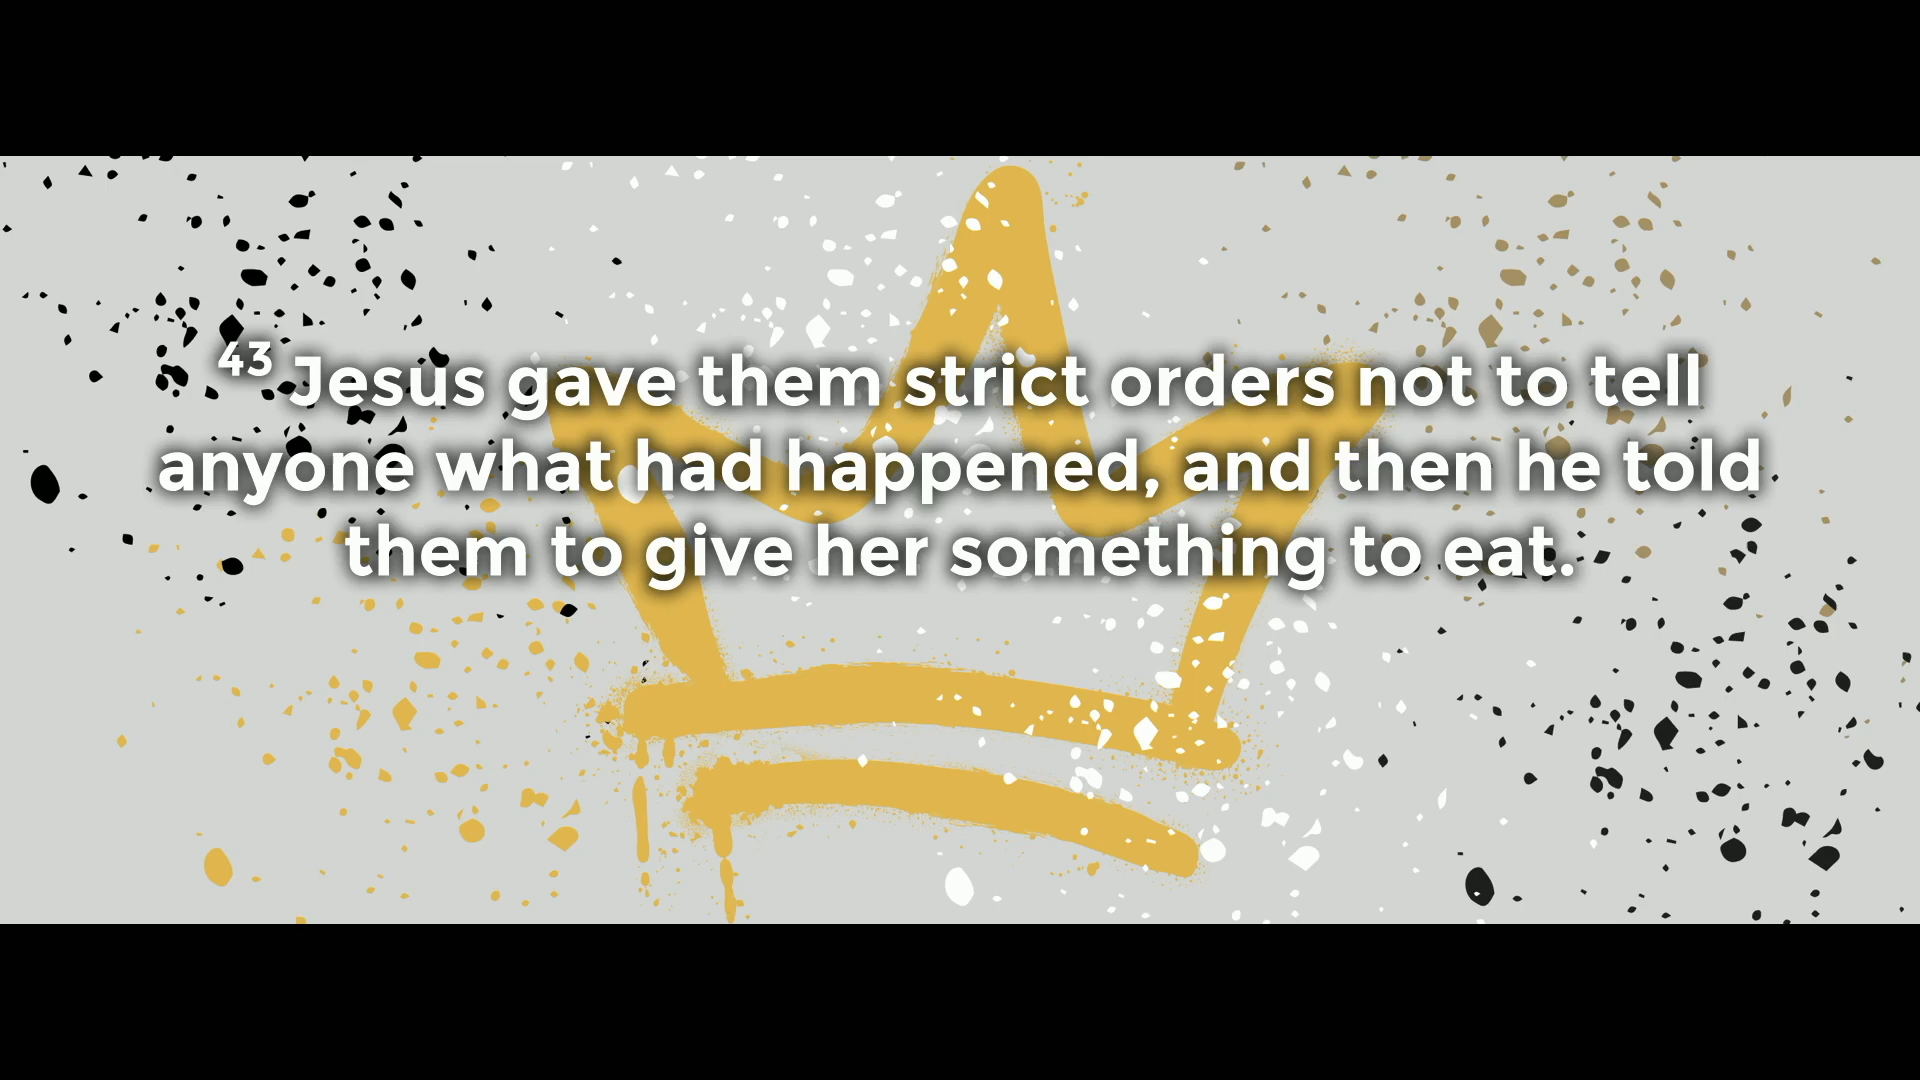 43 Jesus gave them strict orders not to tell
anyone what had happened, and then he told
them to give her something to eat.